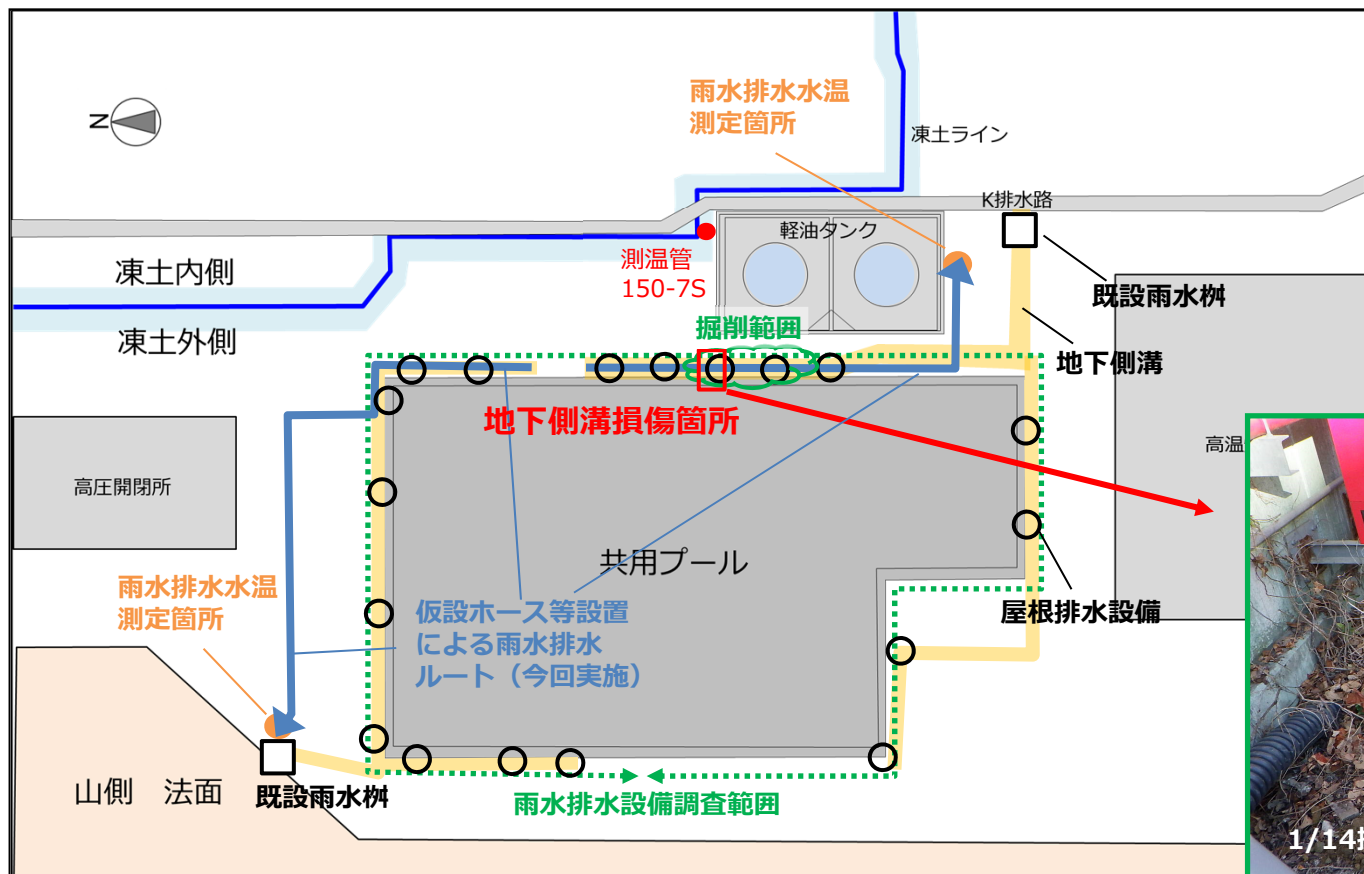 雨水排水水温
測定箇所
N
凍土ライン
K排水路
軽油タンク
測温管
150-7S
凍土内側
既設雨水桝
掘削範囲
凍土外側
地下側溝
地下側溝損傷箇所
高温
高圧開閉所
共用プール
雨水排水水温
測定箇所
仮設ホース等設置
による雨水排水
ルート（今回実施）
屋根排水設備
山側　法面
既設雨水桝
雨水排水設備調査範囲
1/14